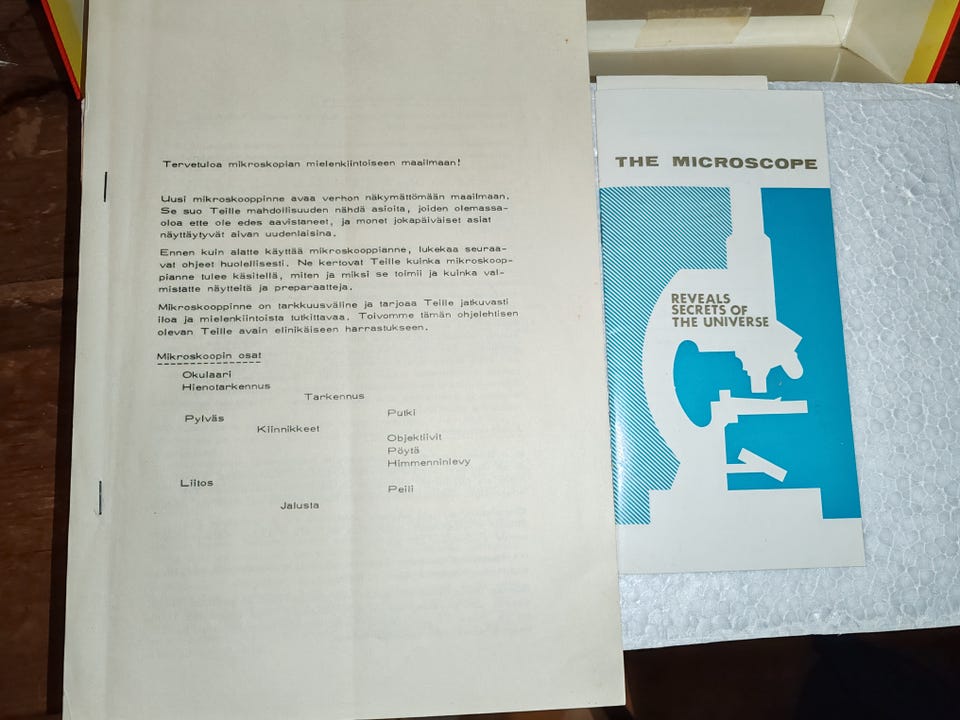 Tervetuloa mikroskopian mielenkiintoiseen maailmaan!
Uusi mikroskooppinne avaa verhon näkymättömään maailmaan.
Se suo Teille mahdollisuuden nähdä asioita, joiden olemassa-
oloa ette ole edes aavistaneet, ja monet jokapäiväiset asiat
näyttäytyvät aivan uudenlaisina.
Ennen kuin alatte käyttää mikroskooppianne, lukekaa seuraa-
vat ohjeet huolellisesti. Ne kertovat Teille kuinka mikroskoop-
pianne tulee käsitellä, miten ja miksi se toimii ja kuinka val-
mistatte näytteitä ja preparaatteja.
Mikroskooppinne on tarkkuusväline ja tarjoaa Teille jatkuvasti
iloa ja mielenkiintoista tutkittavaa. Toivomme tämän ohjelehtisen
olevan Teille avain elinikäiseen harrastukseen.
Mikroskoopin osat
Okulaari
Hienotarkennus
Tarkennus
Putki
Pylväs
Kiinnikkeet
Objektiivit
Pöytä
Himmenninlevy
Liitos
Peili
Jalusta
THE MICROSCOPE
REVEALS
SECRETS OF
THE UNIVERSE